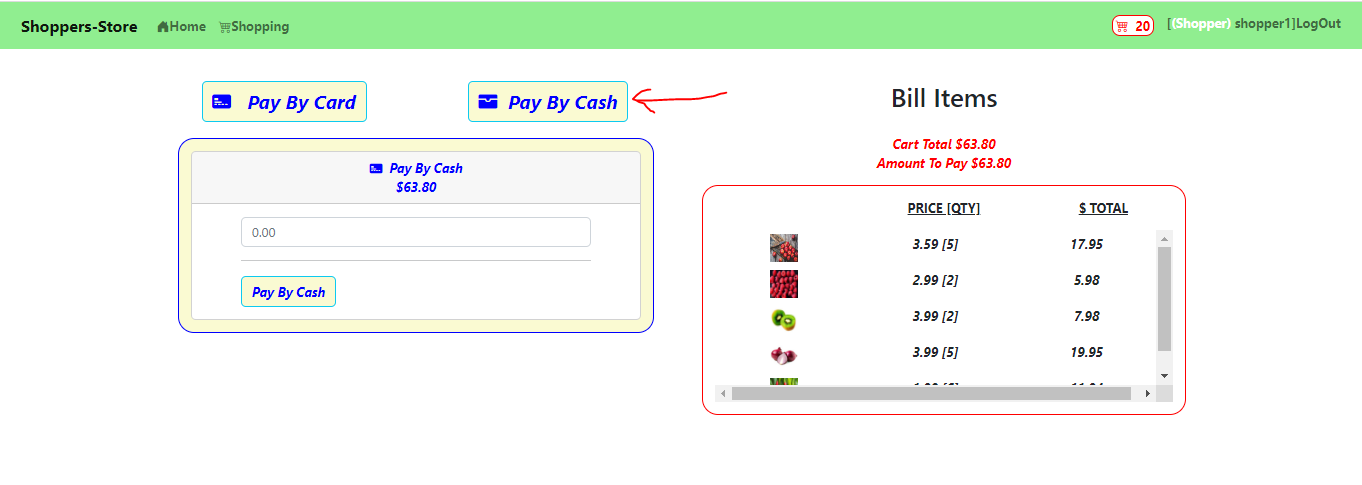 Shoppers-Store Home Shopping 20 [(Shopper) shopper1]LogOut
Pay By Card
Pay By Cash
Pay By Cash
$63.80
0.00
Pay By Cash
Bill Items
Cart Total $63.80
Amount To Pay $63.80
PRICE [QTY] $ TOTAL
3.59 [5] 17.95
2.99 [2] 5.98
3.99 [2] 7.98
3.99 [5] 19.95